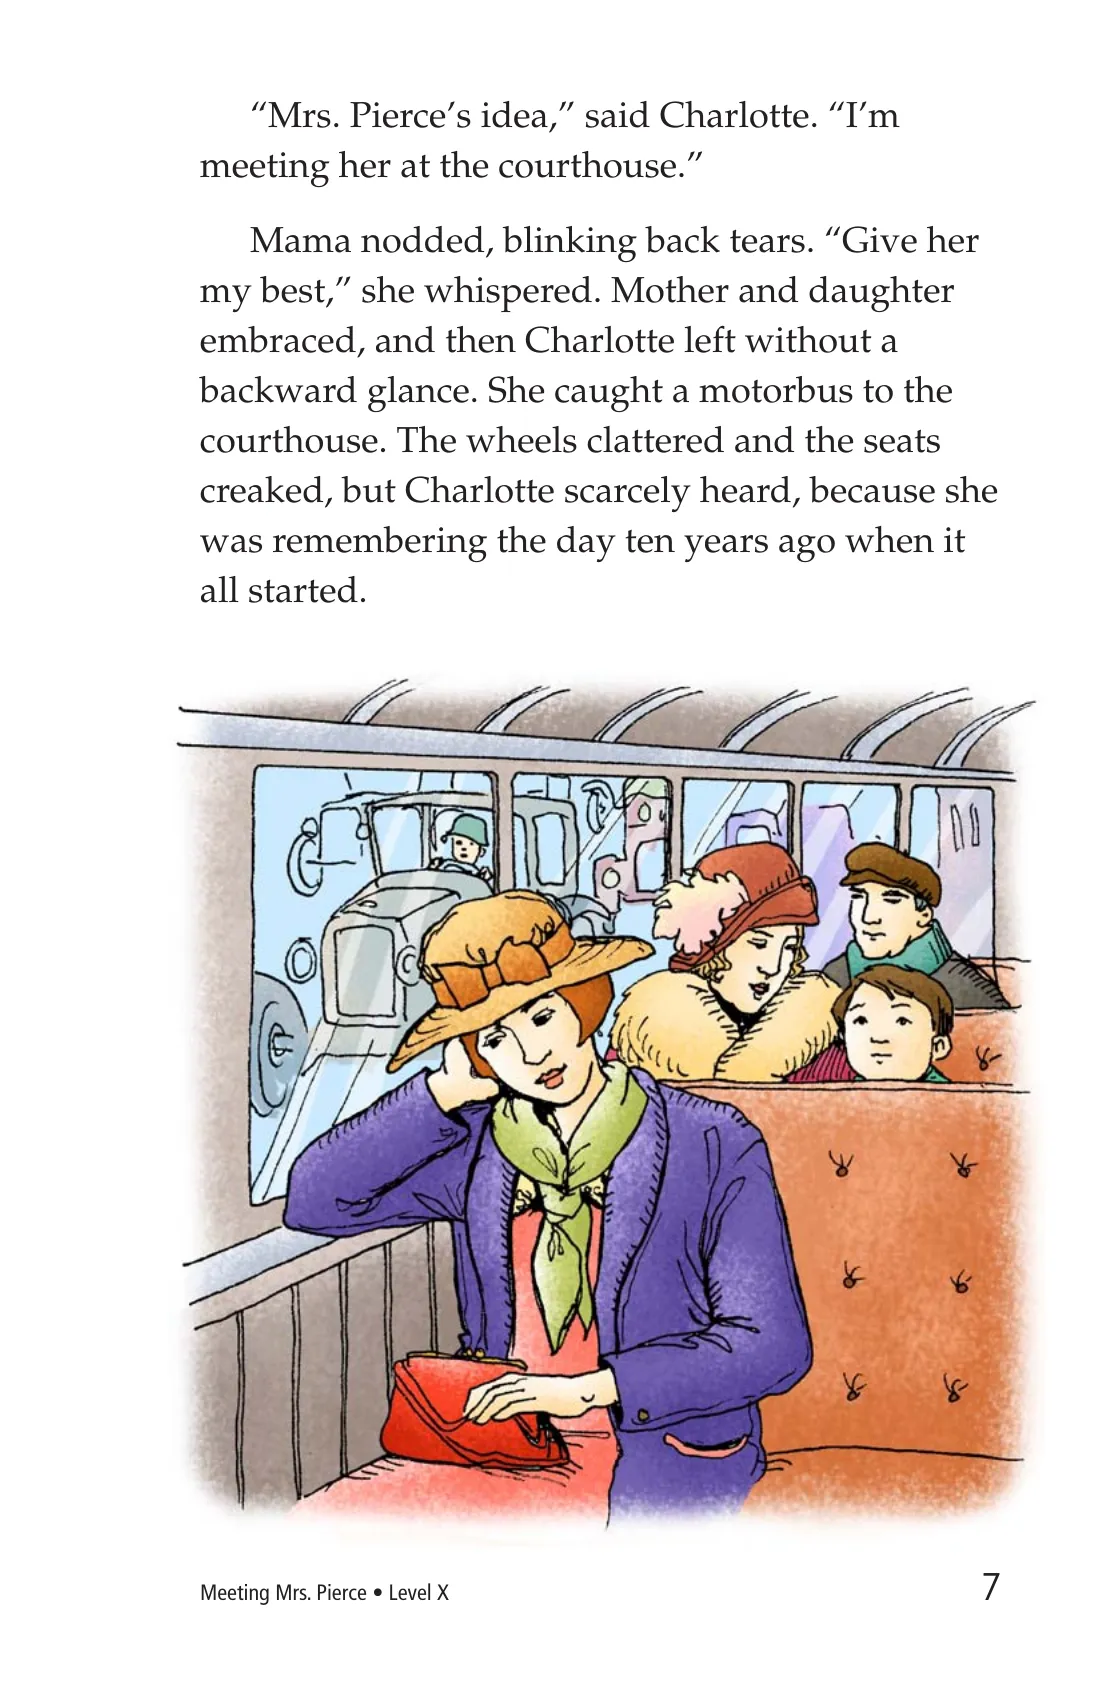 “Mrs. Pierce’s idea,” said Charlotte. “I’m
meeting her at the courthouse.”
Mama nodded, blinking back tears. “Give her
my best,” she whispered. Mother and daughter
embraced, and then Charlotte left without a
backward glance. She caught a motorbus to the
courthouse. The wheels clattered and the seats
creaked, but Charlotte scarcely heard, because she
was remembering the day ten years ago when it
all started.
Meeting Mrs. Pierce • Level X
7